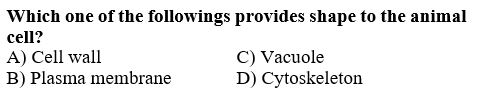 Which one of the followings provides shape to the animal
cell?
A) Cell wall C) Vacuole
B) Plasma membrane D) Cytoskeleton